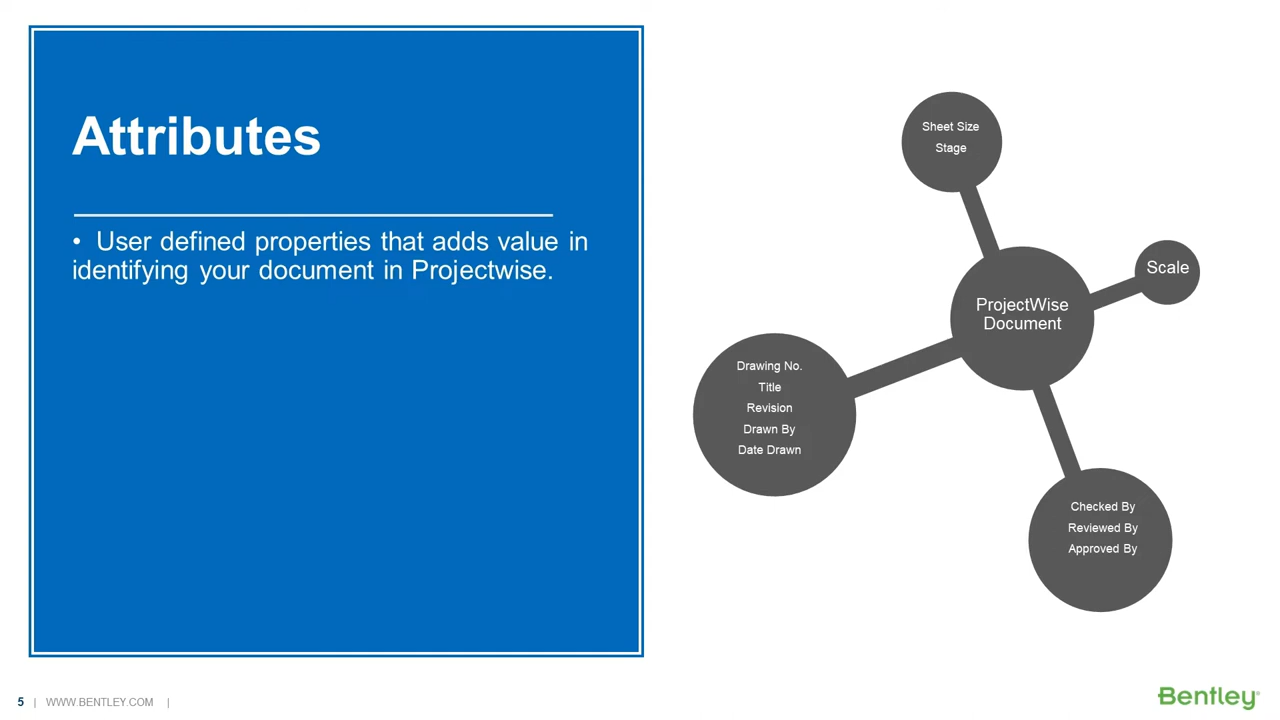 Attributes
• User defined properties that adds value in
identifying your document in Projectwise.
Sheet Size
Stage
Scale
ProjectWise
Document
Drawing No.
Title
Revision
Drawn By
Date Drawn
Checked By
Reviewed By
Approved By
5 | WWW.BENTLEY.COM |
Bentley